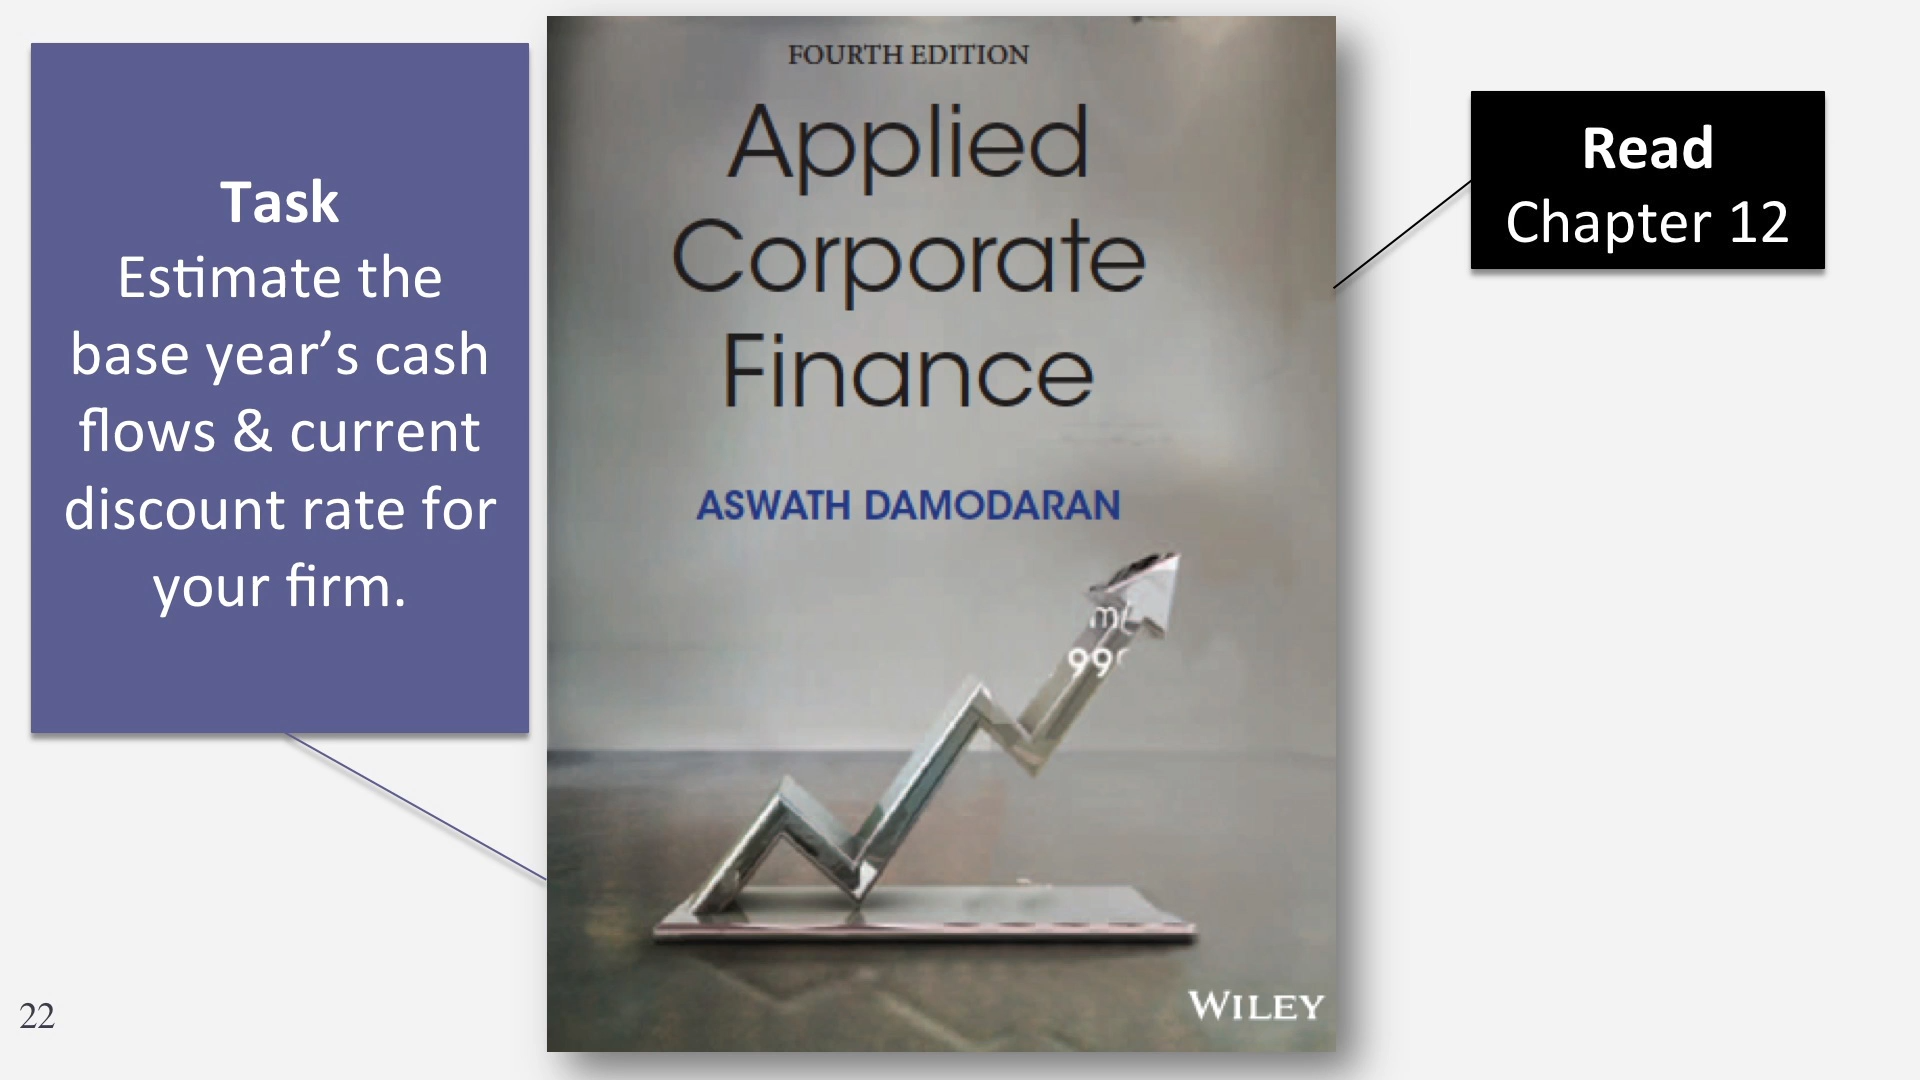 Task
Estimate the
base year’s cash
flows & current
discount rate for
your firm.
FOURTH EDITION
Applied
Corporate
Finance
ASWATH DAMODARAN
WILEY
Read
Chapter 12
22